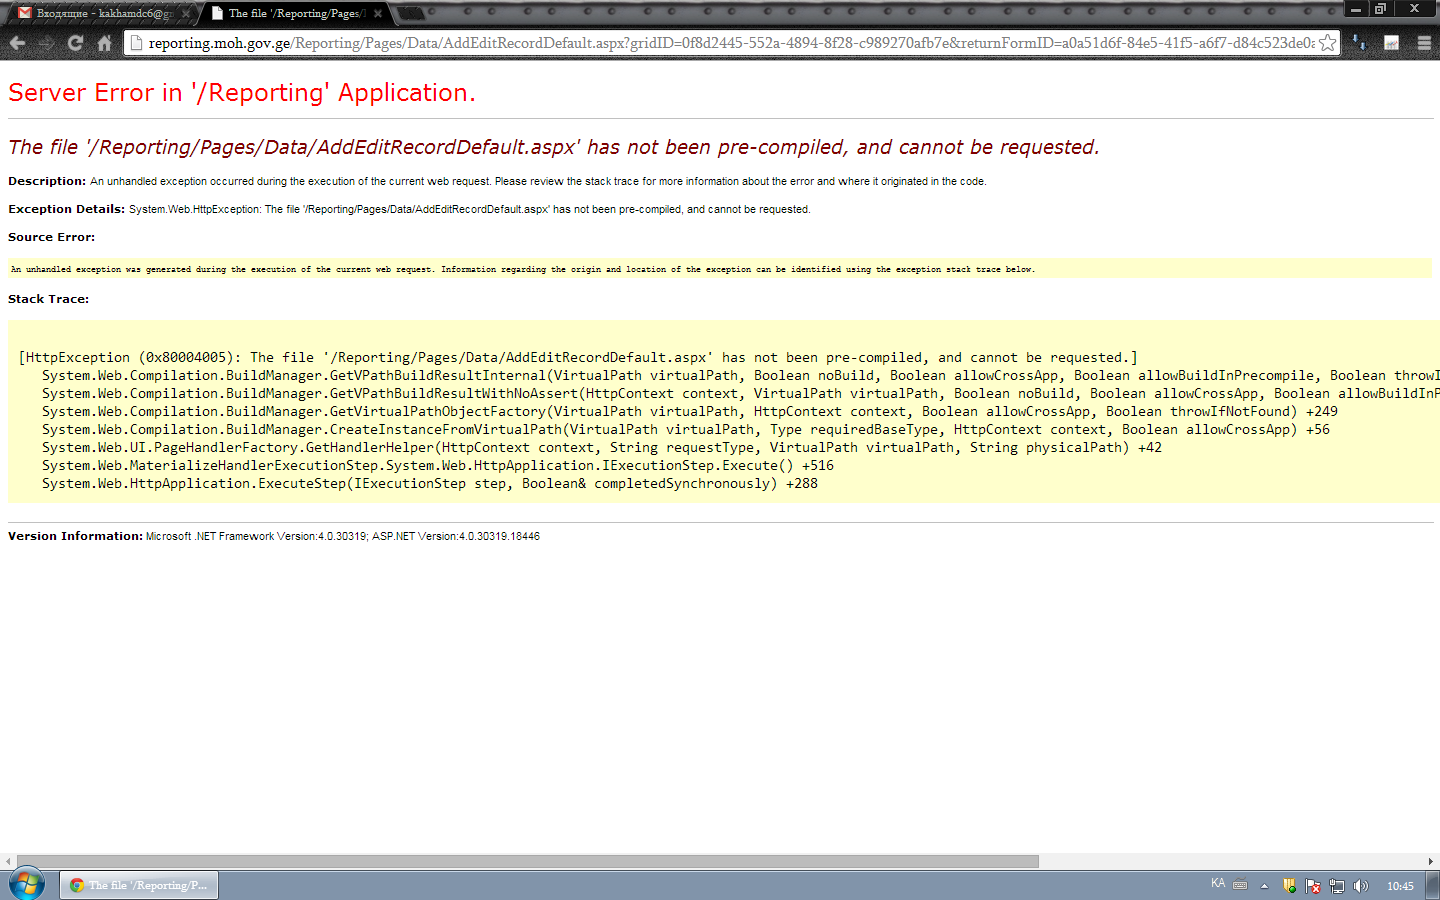 Входящие - kakhamdc6@g
The file '/Reporting/Pages/
reporting.moh.gov.ge/Reporting/Pages/Data/AddEditRecordDefault.aspx?gridID=0f8d2445-552a-4894-8f28-c989270afb7e&returnFormID=a0a51d6f-84e5-41f5-a6f7-d84c523de0a
Server Error in '/Reporting' Application.
The file '/Reporting/Pages/Data/AddEditRecordDefault.aspx' has not been pre-compiled, and cannot be requested.
Description: An unhandled exception occurred during the execution of the current web request. Please review the stack trace for more information about the error and where it originated in the code.
Exception Details: System.Web.HttpException: The file '/Reporting/Pages/Data/AddEditRecordDefault.aspx' has not been pre-compiled, and cannot be requested.
Source Error:
An unhandled exception was generated during the execution of the current web request. Information regarding the origin and location of the exception can be identified using the exception stack trace below.
Stack Trace:
[HttpException (0x80004005): The file '/Reporting/Pages/Data/AddEditRecordDefault.aspx' has not been pre-compiled, and cannot be requested.]
System.Web.Compilation.BuildManager.GetVPathBuildResultInternal(VirtualPath virtualPath, Boolean noBuild, Boolean allowCrossApp, Boolean allowBuildInPrecompile, Boolean throwI
System.Web.Compilation.BuildManager.GetVPathBuildResultWithNoAssert(HttpContext context, VirtualPath virtualPath, Boolean noBuild, Boolean allowCrossApp, Boolean allowBuildInP
System.Web.Compilation.BuildManager.GetVirtualPathObjectFactory(VirtualPath virtualPath, HttpContext context, Boolean allowCrossApp, Boolean throwIfNotFound) +249
System.Web.Compilation.BuildManager.CreateInstanceFromVirtualPath(VirtualPath virtualPath, Type requiredBaseType, HttpContext context, Boolean allowCrossApp) +56
System.Web.UI.PageHandlerFactory.GetHandlerHelper(HttpContext context, String requestType, VirtualPath virtualPath, String physicalPath) +42
System.Web.MaterializeHandlerExecutionStep.System.Web.HttpApplication.IExecutionStep.Execute() +516
System.Web.HttpApplication.ExecuteStep(IExecutionStep step, Boolean& completedSynchronously) +288
Version Information: Microsoft .NET Framework Version:4.0.30319; ASP.NET Version:4.0.30319.18446
The file '/Reporting/P...
KA
10:45